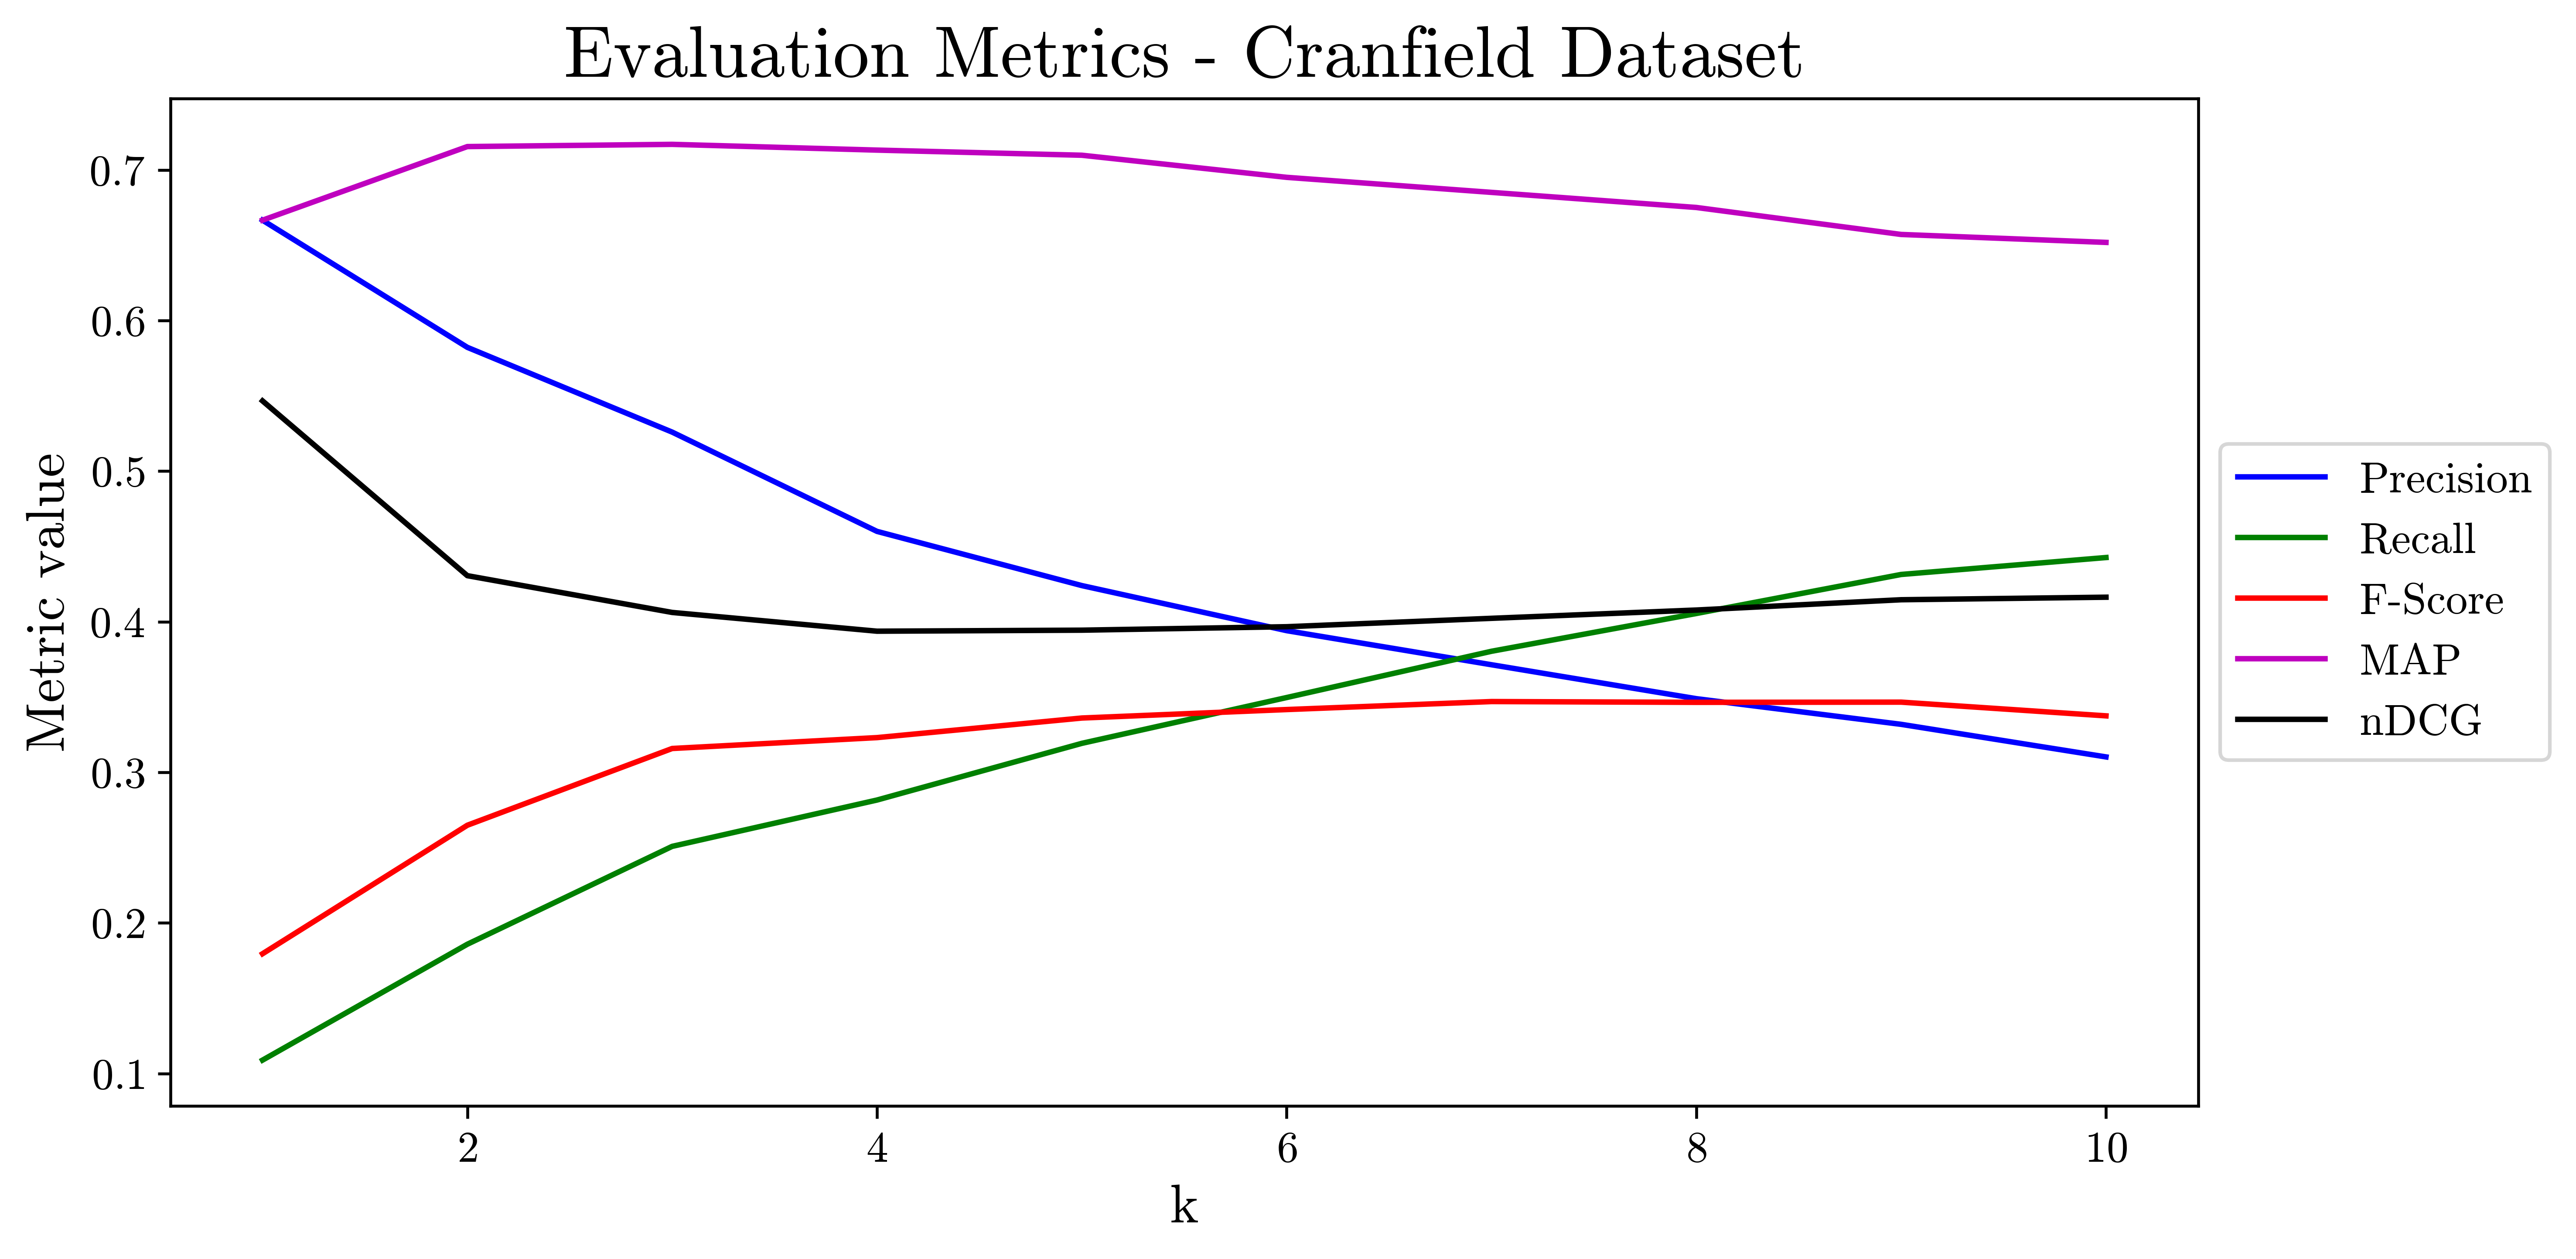 Evaluation Metrics - Cranfield Dataset
Metric value
0.7
0.6
0.5
0.4
0.3
0.2
0.1
2 4 6 8 10
k
Precision
Recall
F-Score
MAP
nDCG